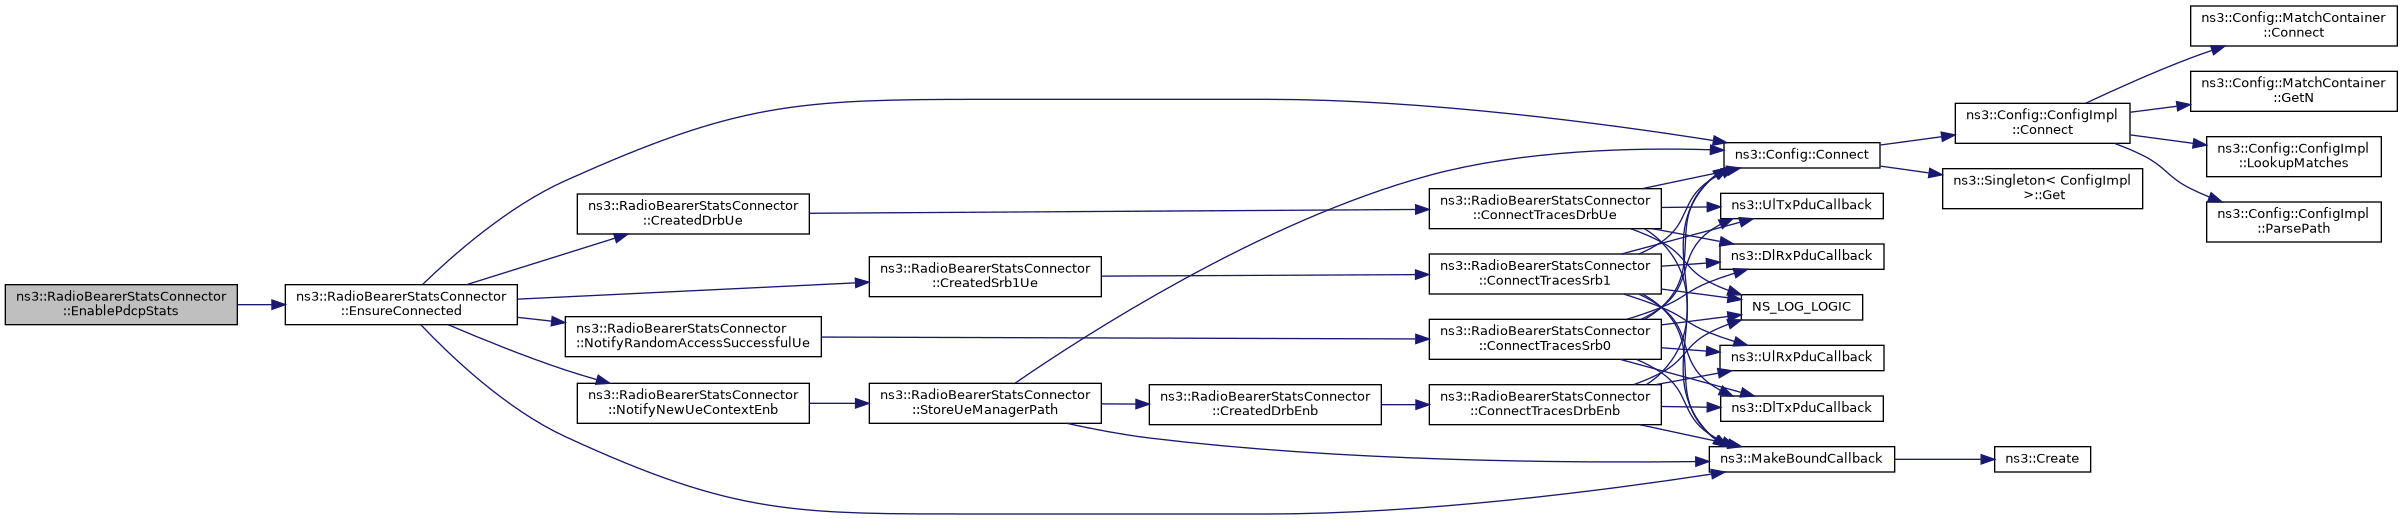 ns3::RadioBearerStatsConnector
::EnablePdcpStats
ns3::RadioBearerStatsConnector
::EnsureConnected
ns3::RadioBearerStatsConnector
::CreatedDrbUe
ns3::RadioBearerStatsConnector
::CreatedSrb1Ue
ns3::RadioBearerStatsConnector
::NotifyRandomAccessSuccessfulUe
ns3::RadioBearerStatsConnector
::NotifyNewUeContextEnb
ns3::RadioBearerStatsConnector
::StoreUeManagerPath
ns3::RadioBearerStatsConnector
::CreatedDrbEnb
ns3::RadioBearerStatsConnector
::ConnectTracesDrbUe
ns3::RadioBearerStatsConnector
::ConnectTracesSrb1
ns3::RadioBearerStatsConnector
::ConnectTracesSrb0
ns3::RadioBearerStatsConnector
::ConnectTracesDrbEnb
ns3::Config::Connect
ns3::UlTxPduCallback
ns3::DlRxPduCallback
NS_LOG_LOGIC
ns3::UlRxPduCallback
ns3::DlTxPduCallback
ns3::MakeBoundCallback
ns3::Config::ConfigImpl
::Connect
ns3::Singleton< ConfigImpl
>::Get
ns3::Create
ns3::Config::MatchContainer
::Connect
ns3::Config::MatchContainer
::GetN
ns3::Config::ConfigImpl
::LookupMatches
ns3::Config::ConfigImpl
::ParsePath